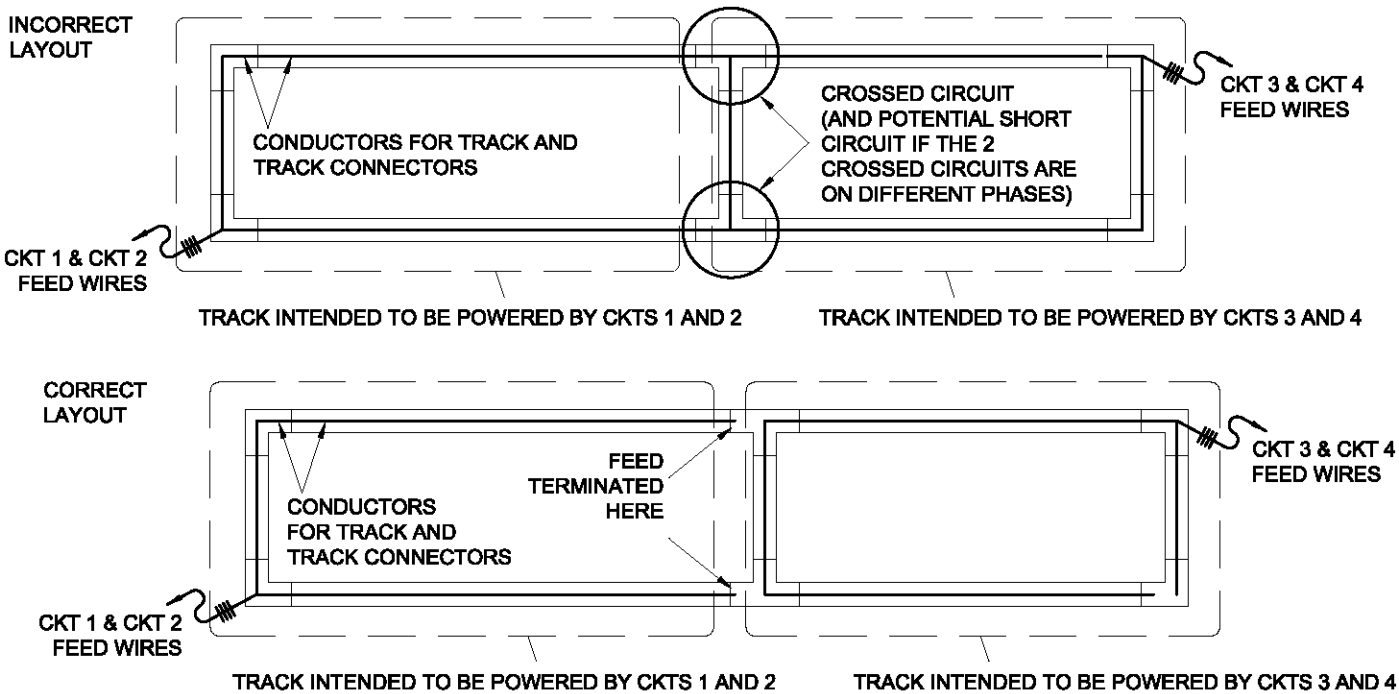 INCORRECT
LAYOUT
CONDUCTORS FOR TRACK AND
TRACK CONNECTORS
CROSSED CIRCUIT
(AND POTENTIAL SHORT
CIRCUIT IF THE 2
CROSSED CIRCUITS ARE
ON DIFFERENT PHASES)
CKT 3 & CKT 4
FEED WIRES
CKT 1 & CKT 2
FEED WIRES
TRACK INTENDED TO BE POWERED BY CKTS 1 AND 2
TRACK INTENDED TO BE POWERED BY CKTS 3 AND 4
CORRECT
LAYOUT
CONDUCTORS
FOR TRACK AND
TRACK CONNECTORS
FEED
TERMINATED
HERE
CKT 3 & CKT 4
FEED WIRES
CKT 1 & CKT 2
FEED WIRES
TRACK INTENDED TO BE POWERED BY CKTS 1 AND 2
TRACK INTENDED TO BE POWERED BY CKTS 3 AND 4